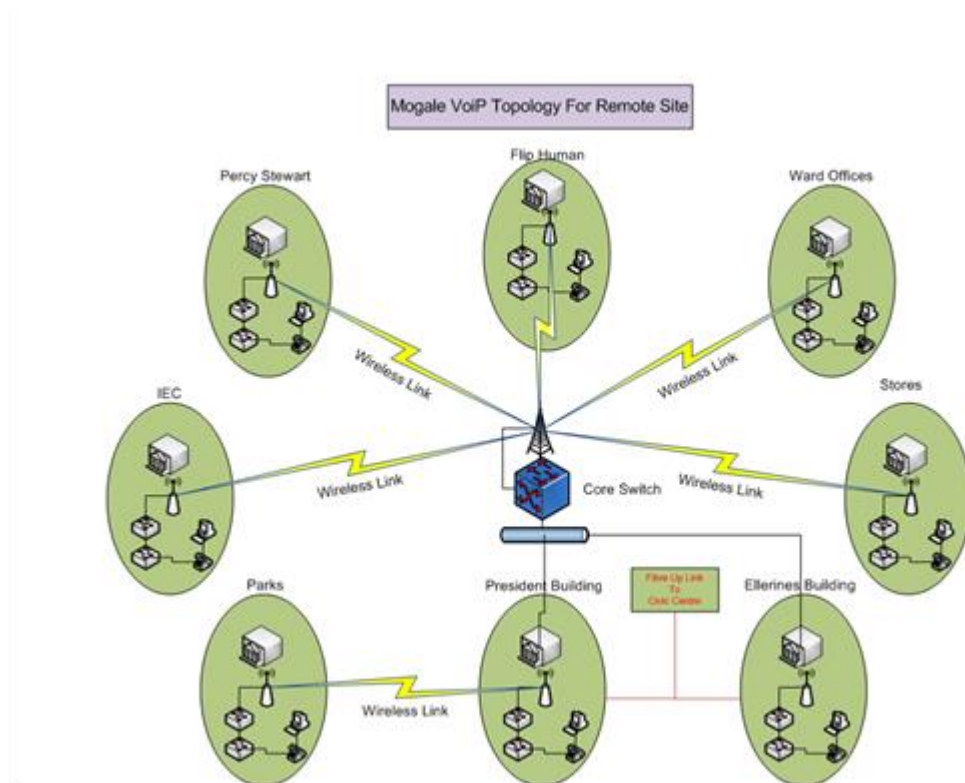 Mogale VoiP Topology For Remote Site
Flip Human
Percy Stewart
Ward Offices
Wireless Link
Wireless Link
IEC
Stores
Wireless Link
Wireless Link
Core Switch
Parks
President Building
Fibre Up Link
To
Civic Centre
Ellerines Building
Wireless Link